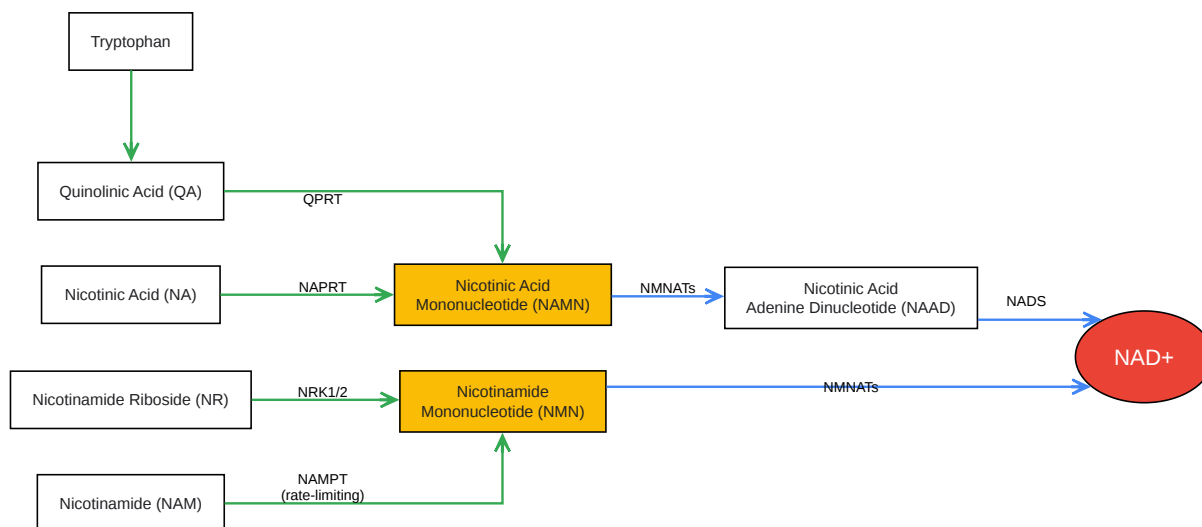 Tryptophan
Quinolinic Acid (QA)
QPRT
Nicotinic Acid (NA)
NAPRT
Nicotinic Acid
Mononucleotide (NAMN)
NMNATs
Nicotinic Acid
Adenine Dinucleotide (NAAD)
NADS
NAD+
Nicotinamide Riboside (NR)
NRK1/2
Nicotinamide
Mononucleotide (NMN)
NMNATs
Nicotinamide (NAM)
NAMPT
(rate-limiting)